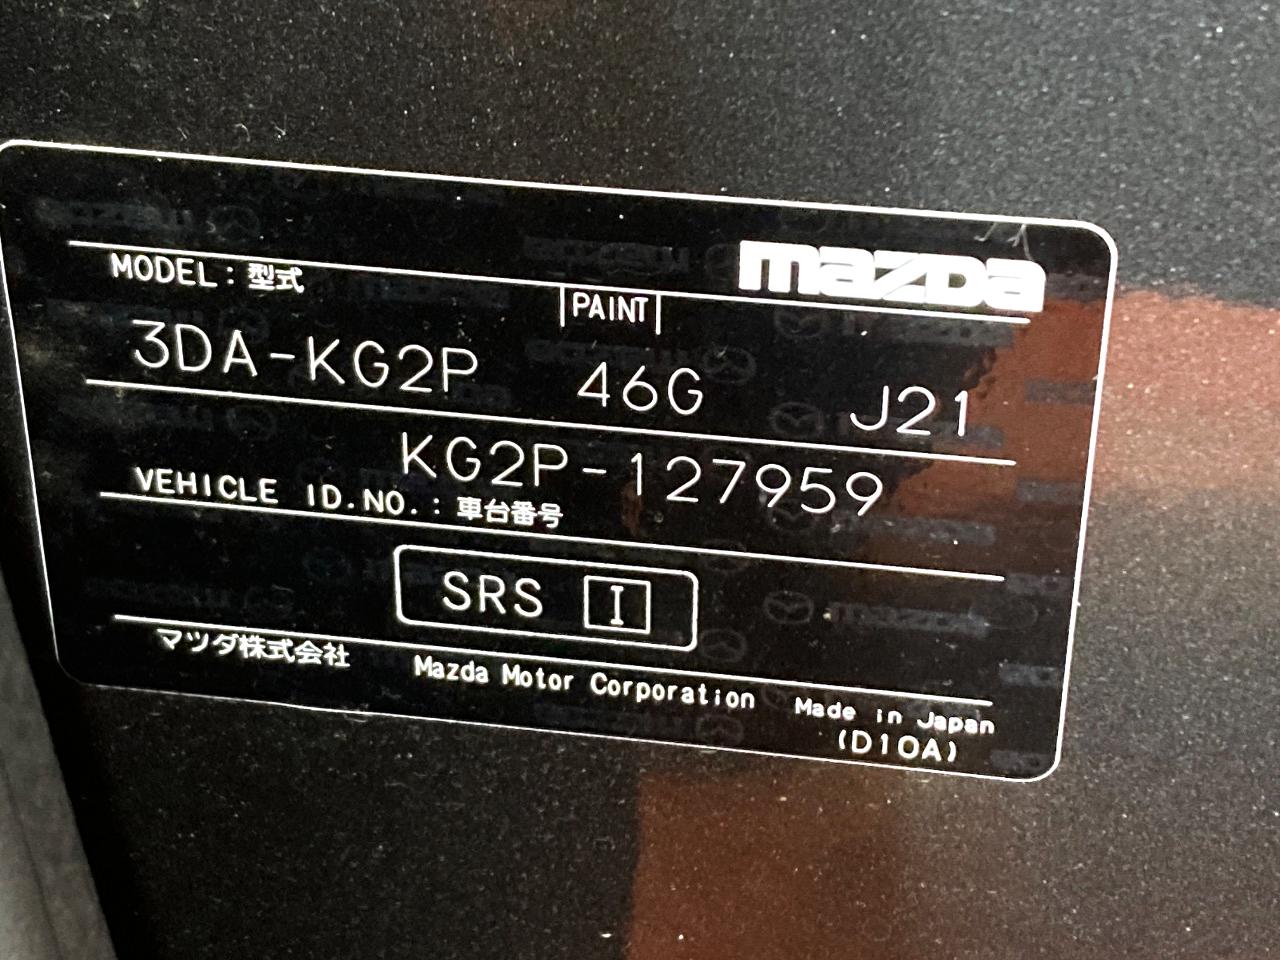 mazda
MODEL : 型式
PAINT
3DA-KG2P 46G J21
KG2P-127959
VEHICLE ID.NO. : 車台番号
SRS I
マツダ株式会社 Mazda Motor Corporation Made in Japan
(D10A)